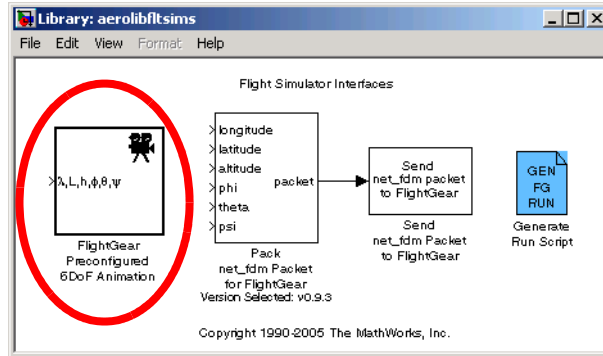 Library: aerolibfltsims
File Edit View Format Help
Flight Simulator Interfaces
λ,L,h,ϕ,θ,ψ
FlightGear
Preconfigured
6DoF Animation
longitude
latitude
altitude
phi
theta
psi
packet
Pack
net_fdm Packet
for FlightGear
Version Selected: v0.9.3
Send
net_fdm packet
to FlightGear
Send
net_fdm Packet
to FlightGear
GEN
FG
RUN
Generate
Run Script
Copyright 1990-2005 The MathWorks, Inc.